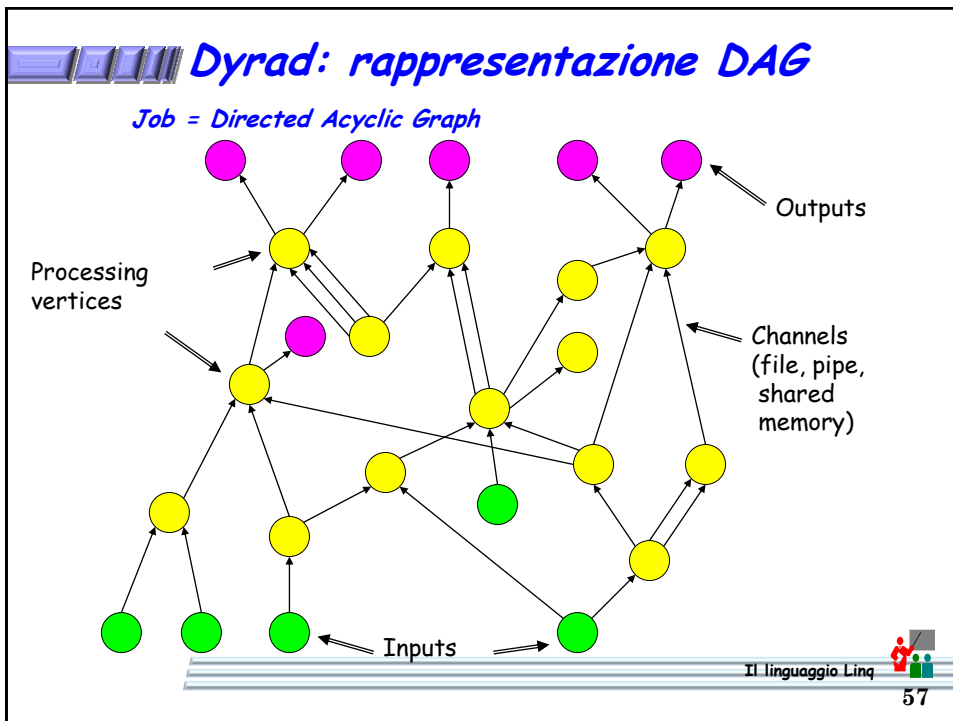 Dyrad: rappresentazione DAG
Job = Directed Acyclic Graph
Outputs
Processing
vertices
Channels
(file, pipe,
shared
memory)
Inputs
Il linguaggio Linq
57